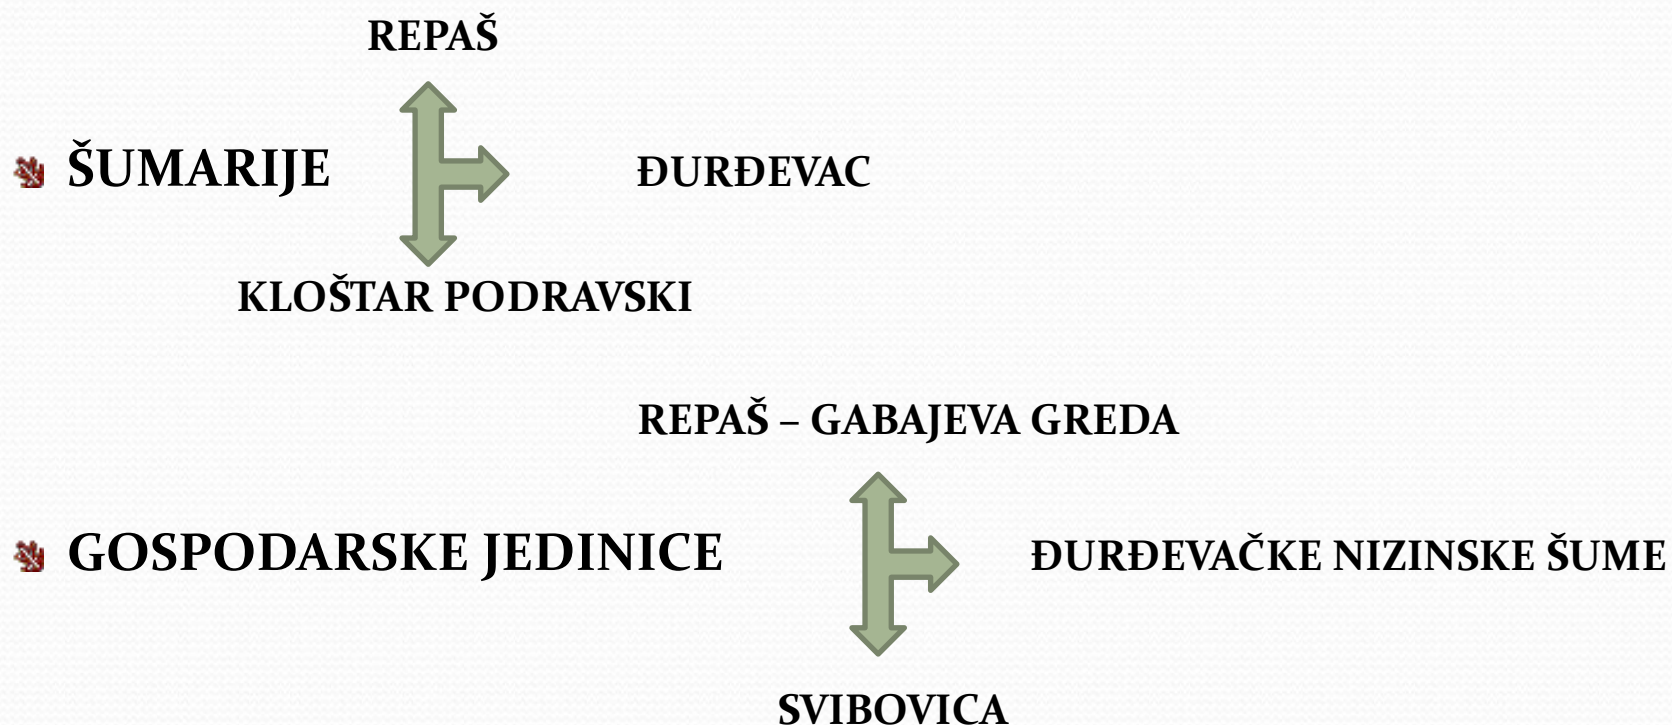 REPAŠ
ŠUMARIJE
ĐURĐEVAC
KLOŠTAR PODRAVSKI
REPAŠ – GABAJEVA GREDA
GOSPODARSKE JEDINICE
ĐURĐEVAČKE NIZINSKE ŠUME
SVIBOVICA